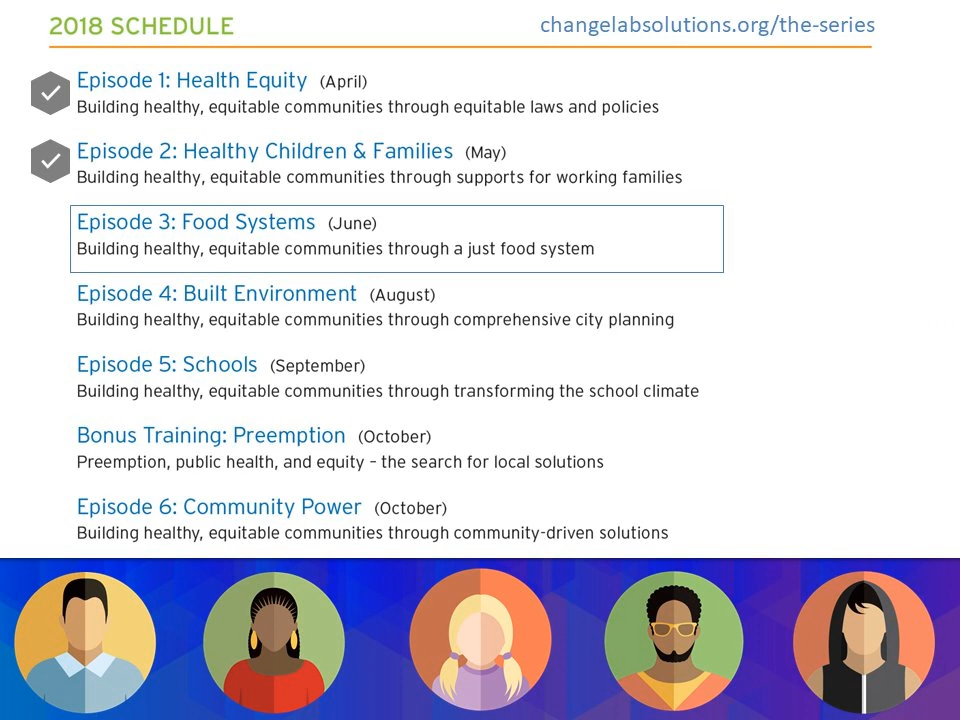 2018 SCHEDULE
changelabsolutions.org/the-series
Episode 1: Health Equity (April)
Building healthy, equitable communities through equitable laws and policies
Episode 2: Healthy Children & Families (May)
Building healthy, equitable communities through supports for working families
Episode 3: Food Systems (June)
Building healthy, equitable communities through a just food system
Episode 4: Built Environment (August)
Building healthy, equitable communities through comprehensive city planning
Episode 5: Schools (September)
Building healthy, equitable communities through transforming the school climate
Bonus Training: Preemption (October)
Preemption, public health, and equity – the search for local solutions
Episode 6: Community Power (October)
Building healthy, equitable communities through community-driven solutions